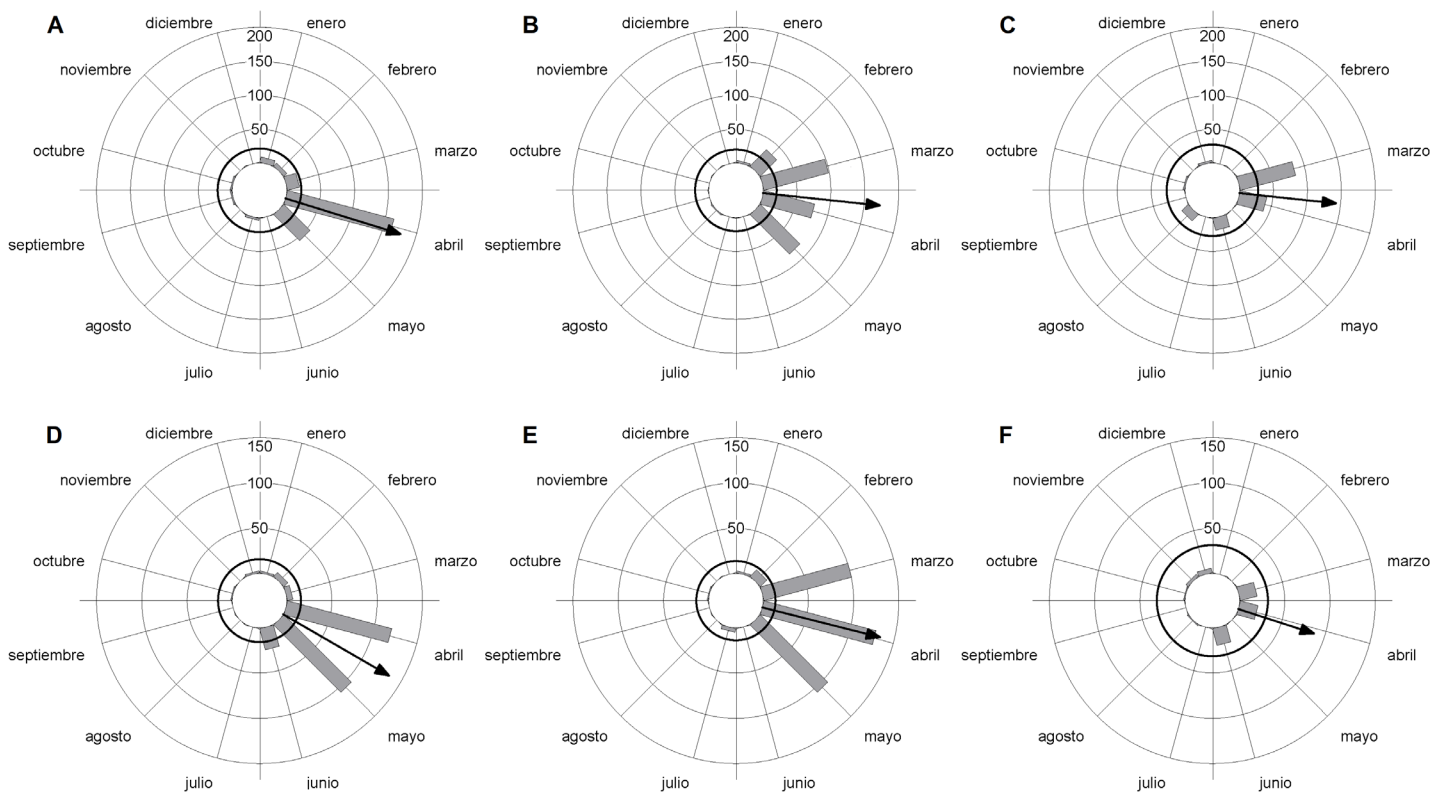 A
diciembre
enero
noviembre
febrero
octubre
marzo
septiembre
abril
agosto
mayo
julio
junio
200
150
100
50
B
diciembre
enero
noviembre
febrero
octubre
marzo
septiembre
abril
agosto
mayo
julio
junio
200
150
100
50
C
diciembre
enero
noviembre
febrero
octubre
marzo
septiembre
abril
agosto
mayo
julio
junio
200
150
100
50
D
diciembre
enero
noviembre
febrero
octubre
marzo
septiembre
abril
agosto
mayo
julio
junio
150
100
50
E
diciembre
enero
noviembre
febrero
octubre
marzo
septiembre
abril
agosto
mayo
julio
junio
150
100
50
F
diciembre
enero
noviembre
febrero
octubre
marzo
septiembre
abril
agosto
mayo
julio
junio
150
100
50